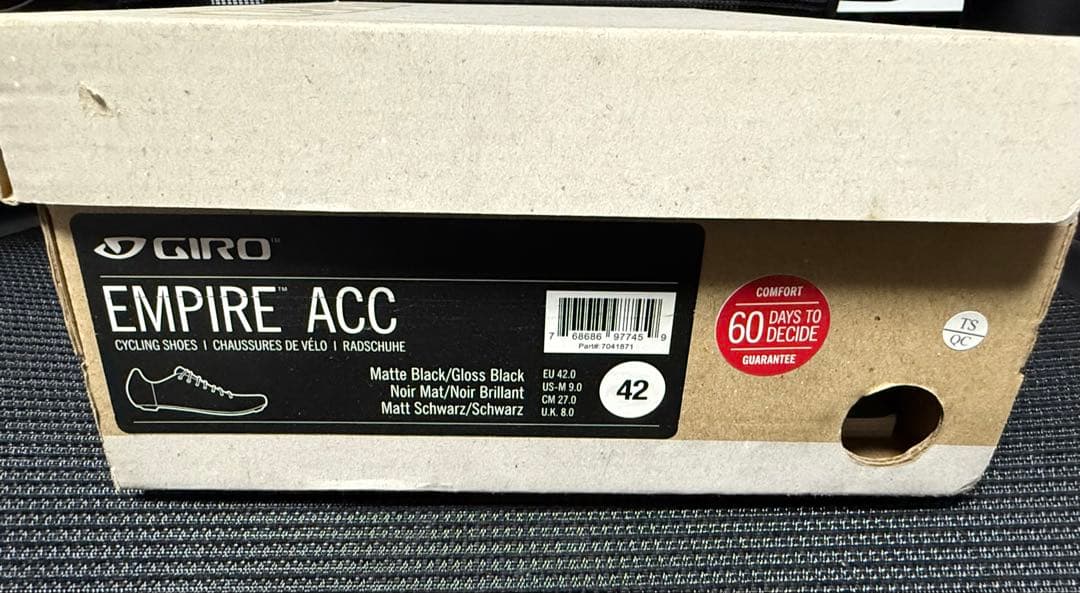 GIRO™
EMPIRE™ ACC
CYCLING SHOES | CHAUSSURES DE VÉLO | RADSCHUHE
7 68686 97745 9
Part#: 7041871
Matte Black/Gloss Black
Noir Mat/Noir Brillant
Matt Schwarz/Schwarz
EU 42.0
US-M 9.0
CM 27.0
U.K. 8.0
42
COMFORT
60 DAYS TO
DECIDE
GUARANTEE
TS
QC